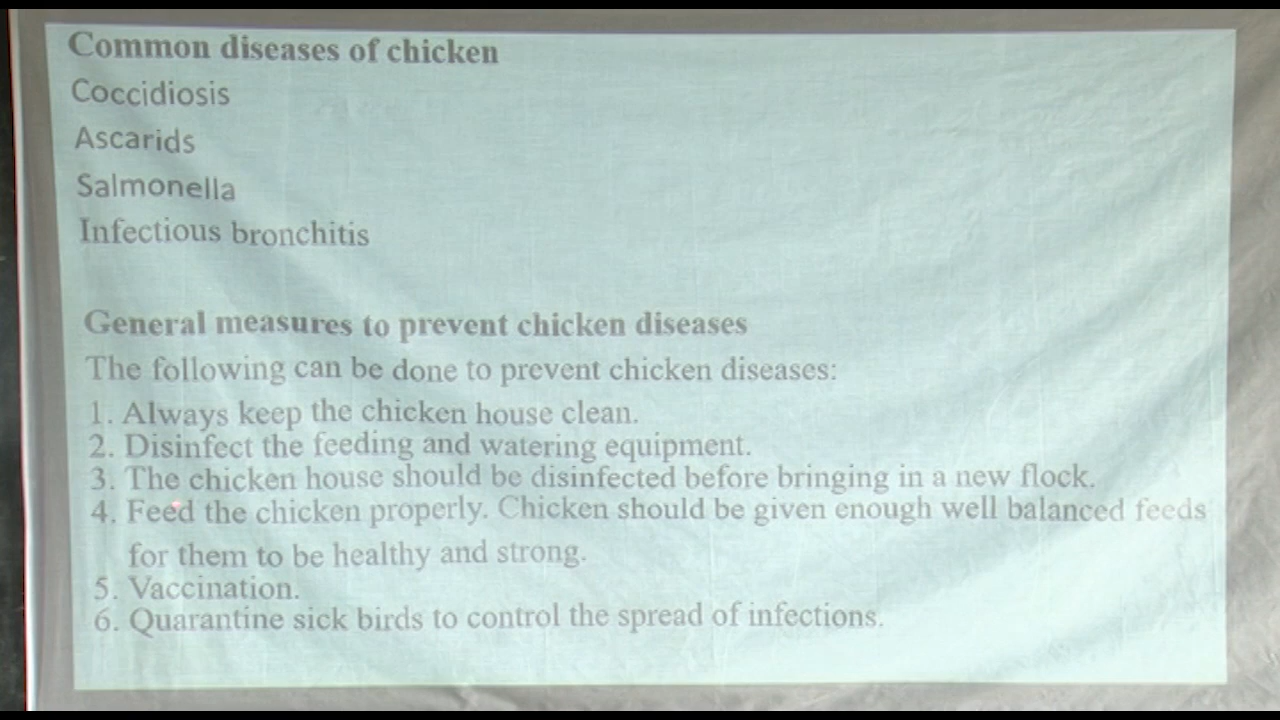 Common diseases of chicken
Coccidiosis
Ascarids
Salmonella
Infectious bronchitis
General measures to prevent chicken diseases
The following can be done to prevent chicken diseases:
1. Always keep the chicken house clean.
2. Disinfect the feeding and watering equipment.
3. The chicken house should be disinfected before bringing in a new flock.
4. Feed the chicken properly. Chicken should be given enough well balanced feeds
for them to be healthy and strong.
5. Vaccination.
6. Quarantine sick birds to control the spread of infections.